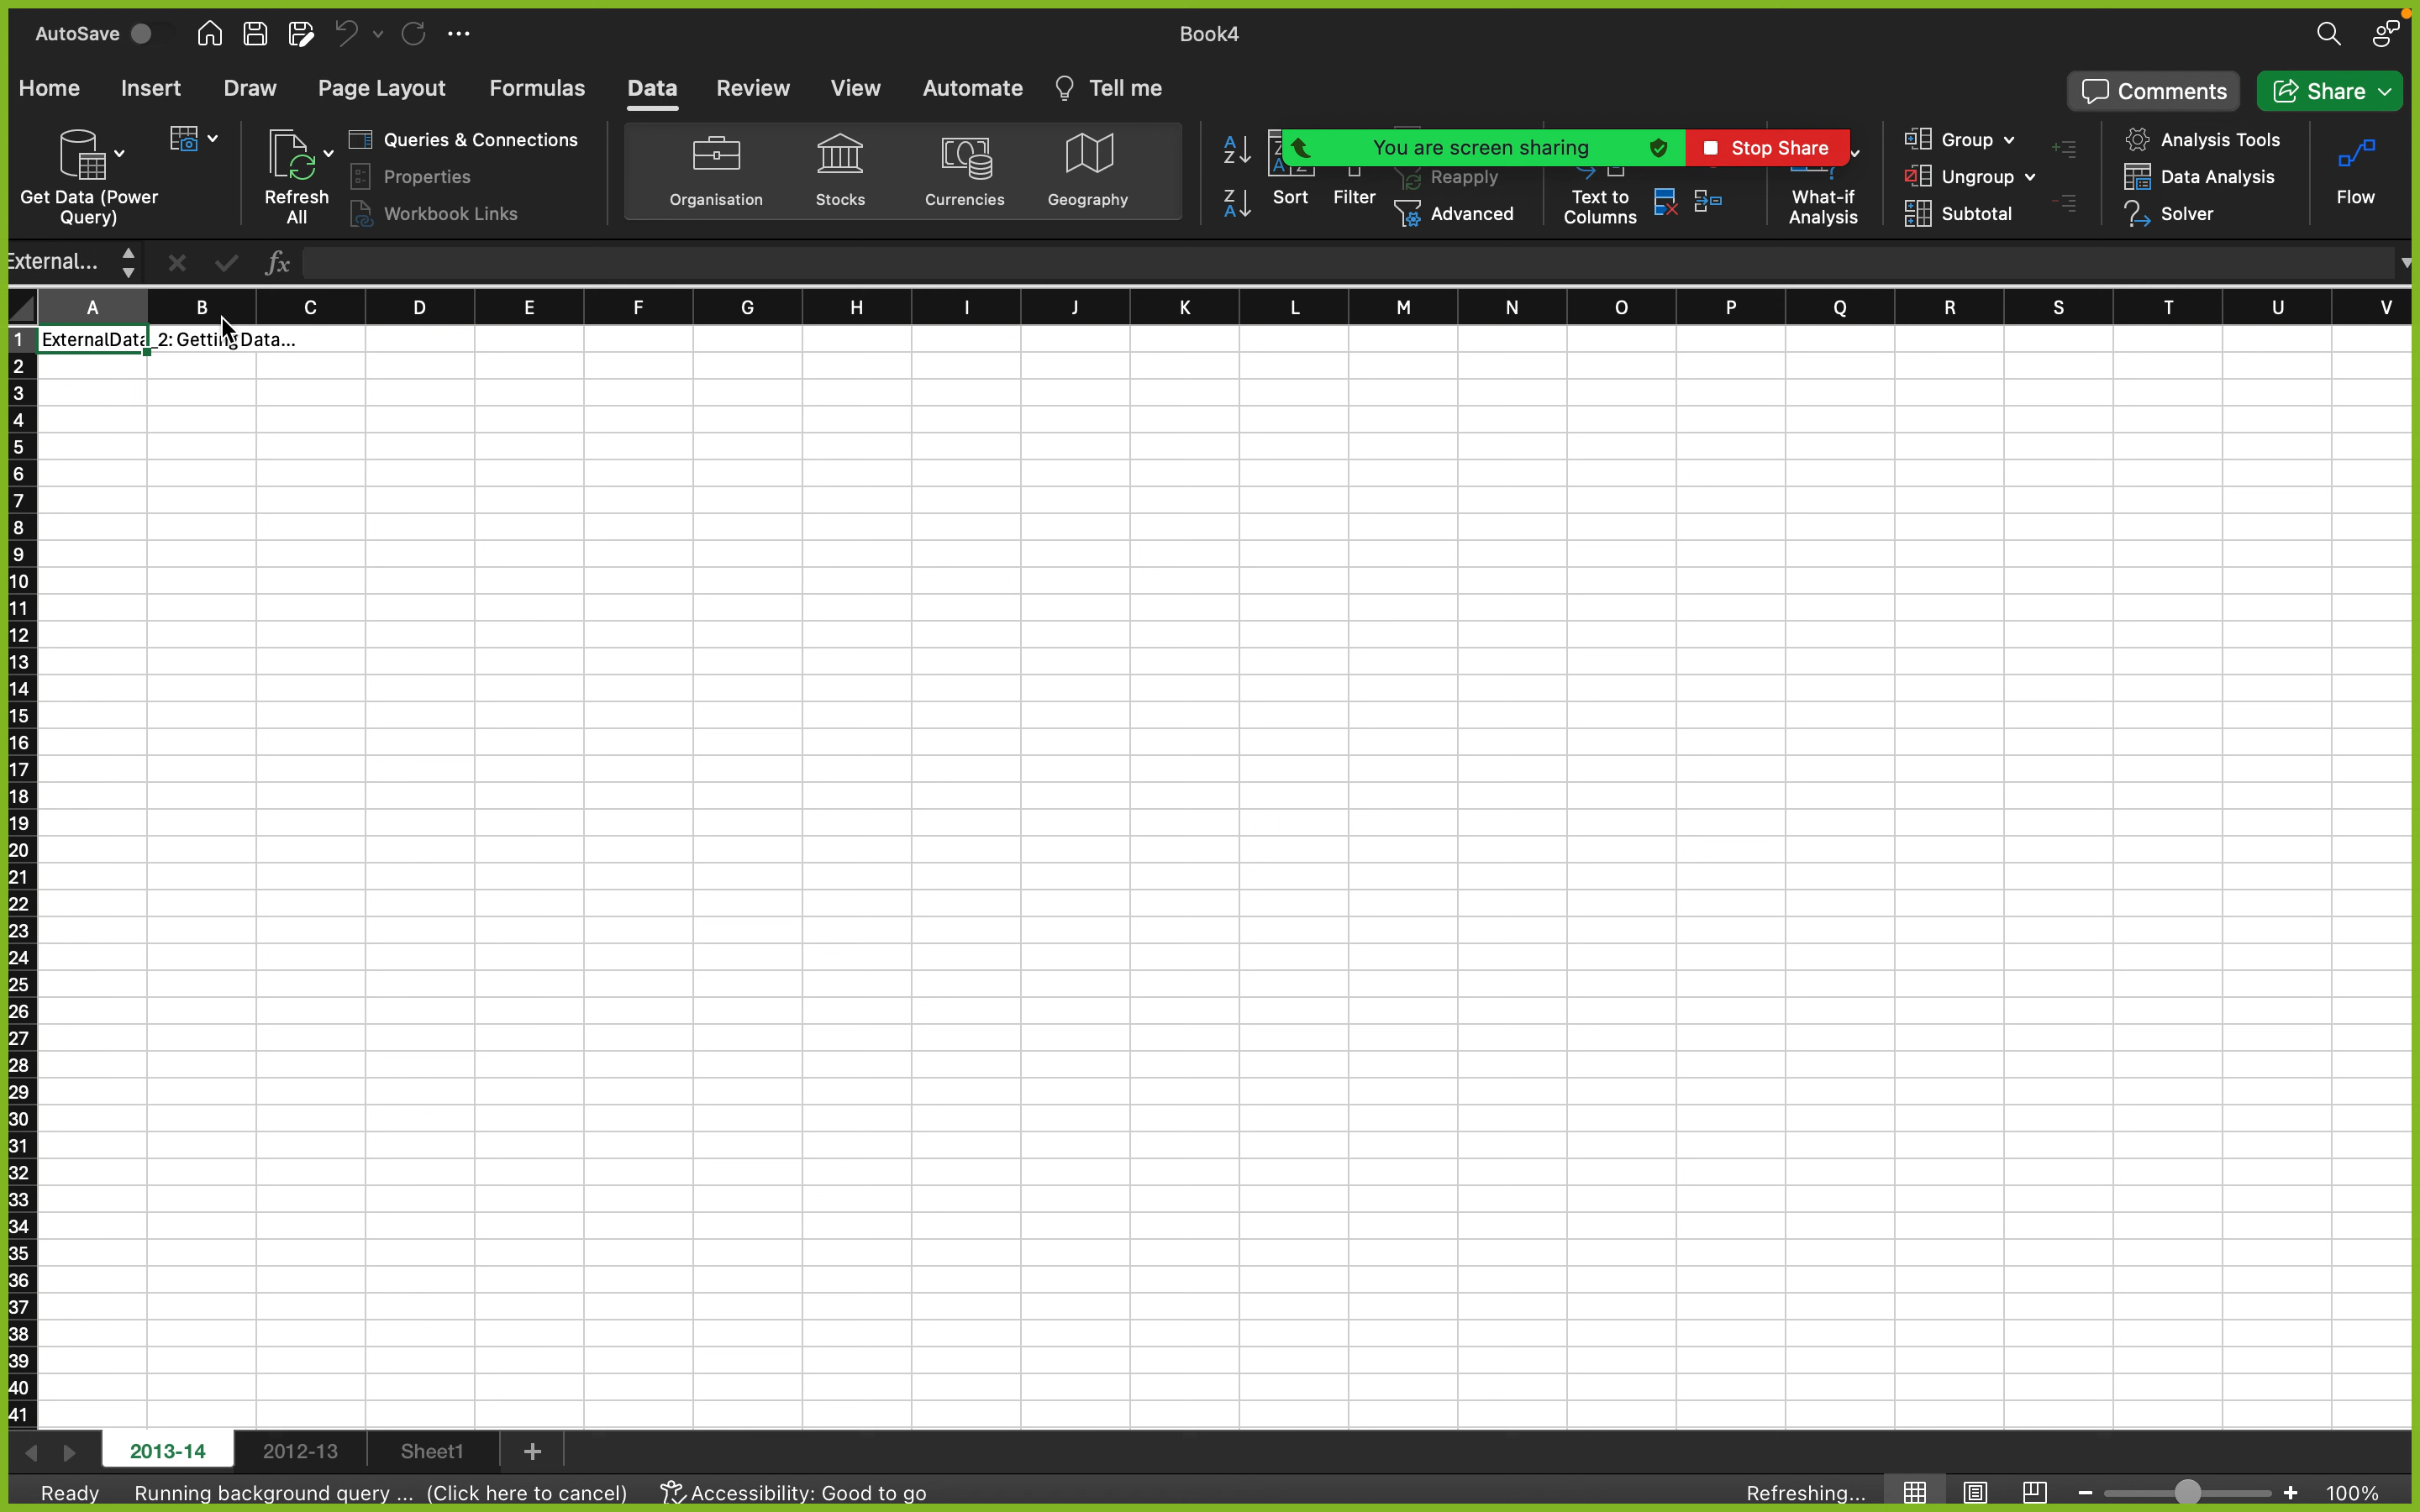 AutoSave
Book4
Home Insert Draw Page Layout Formulas Data Review View Automate Tell me
Comments Share
Get Data (Power Query)
Refresh All
Queries & Connections
Properties
Workbook Links
Organisation Stocks Currencies Geography
Sort Filter
You are screen sharing Stop Share
Reapply
Advanced
Text to Columns
What-if Analysis
Group
Ungroup
Subtotal
Analysis Tools
Data Analysis
Solver
Flow
External... fx
A B C D E F G H I J K L M N O P Q R S T U V
1 ExternalData_2: Getting Data...
2
3
4
5
6
7
8
9
10
11
12
13
14
15
16
17
18
19
20
21
22
23
24
25
26
27
28
29
30
31
32
33
34
35
36
37
38
39
40
41
2013-14 2012-13 Sheet1 +
Ready Running background query ... (Click here to cancel) Accessibility: Good to go Refreshing... 100%